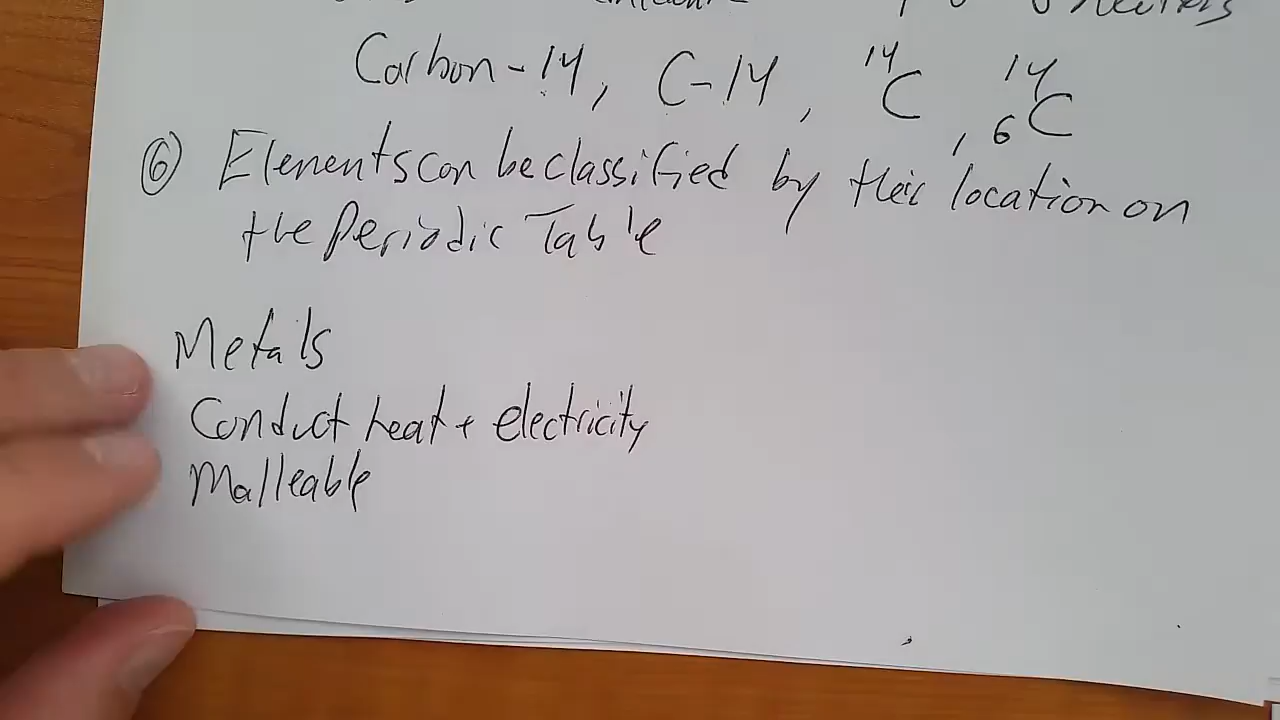 Carbon-14, C-14, ¹⁴C, ¹⁴₆C
⑥ Elements can be classified by their location on
the Periodic Table
Metals
Conduct heat + electricity
Malleable